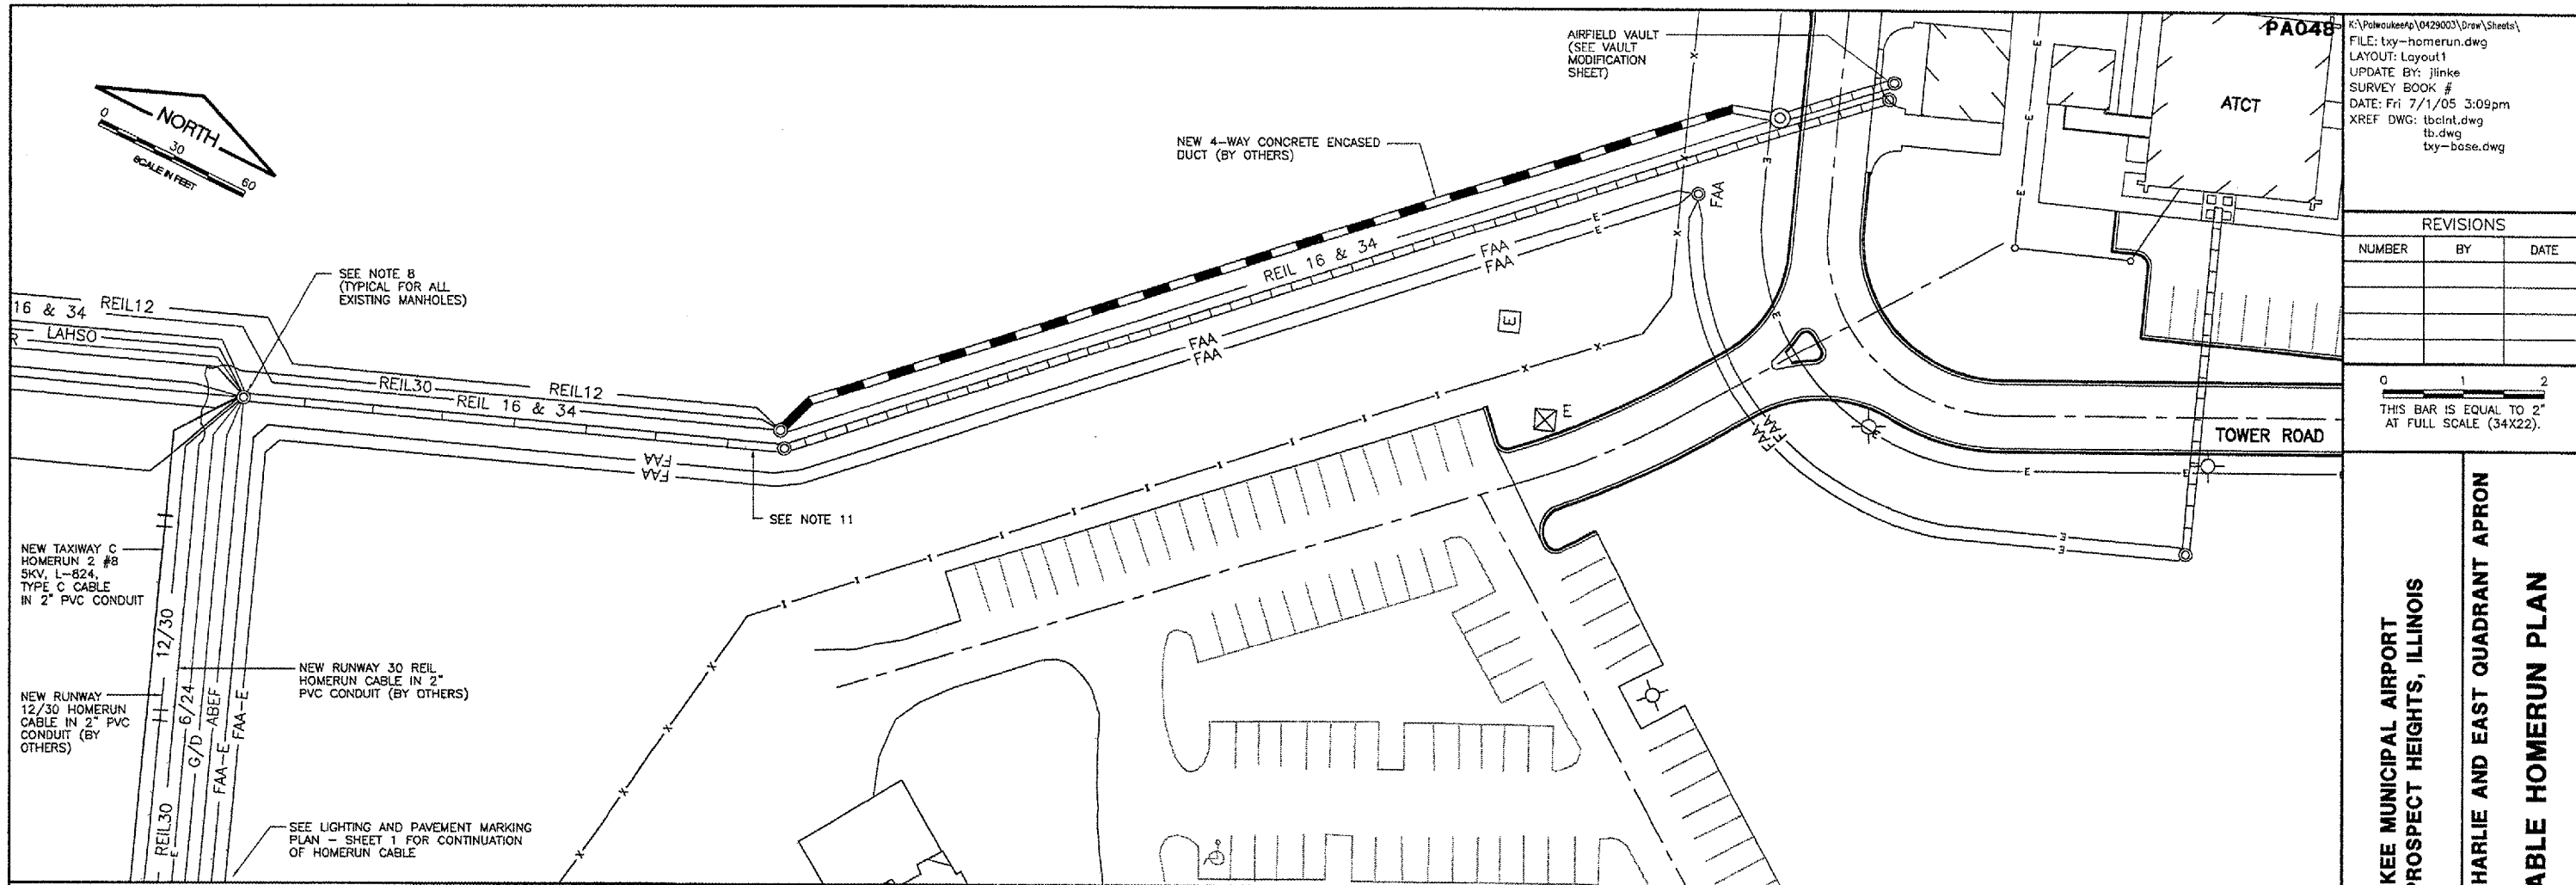 PA048
K:\PalwaukeeAp\0429003\Draw\Sheets\
FILE: txy-homerun.dwg
LAYOUT: Layout1
UPDATE BY: jlinke
SURVEY BOOK #
DATE: Fri 7/1/05 3:09pm
XREF DWG: tbclnt.dwg
tb.dwg
txy-base.dwg
REVISIONS
NUMBER BY DATE
0 1 2
THIS BAR IS EQUAL TO 2"
AT FULL SCALE (34X22).
NORTH
0 30 60
SCALE IN FEET
AIRFIELD VAULT
(SEE VAULT
MODIFICATION
SHEET)
ATCT
NEW 4-WAY CONCRETE ENCASED
DUCT (BY OTHERS)
FAA
REIL 16 & 34
FAA
FAA
E
E
SEE NOTE 8
(TYPICAL FOR ALL
EXISTING MANHOLES)
16 & 34
REIL12
LAHSO
R
REIL30
REIL12
REIL 16 & 34
FAA
FAA
FAA
FAA
E
E
FAA
FAA
TOWER ROAD
SEE NOTE 11
NEW TAXIWAY C
HOMERUN 2 #8
5KV, L-824,
TYPE C CABLE
IN 2" PVC CONDUIT
12/30
NEW RUNWAY 30 REIL
HOMERUN CABLE IN 2"
PVC CONDUIT (BY OTHERS)
NEW RUNWAY
12/30 HOMERUN
CABLE IN 2" PVC
CONDUIT (BY
OTHERS)
REIL30
E
6/24
G/D
ABEF
FAA-E
FAA-E
SEE LIGHTING AND PAVEMENT MARKING
PLAN - SHEET 1 FOR CONTINUATION
OF HOMERUN CABLE
KEE MUNICIPAL AIRPORT
PROSPECT HEIGHTS, ILLINOIS
HARLIE AND EAST QUADRANT APRON
ABLE HOMERUN PLAN